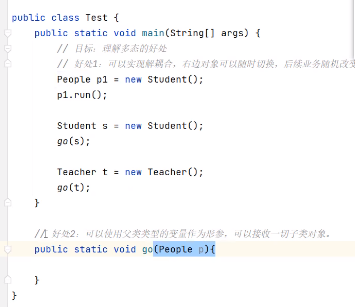 public class Test {
public static void main(String[] args) {
// 目标：理解多态的好处
// 好处1：可以实现解耦合，右边对象可以随时切换，后续业务随机改变
People p1 = new Student();
p1.run();
Student s = new Student();
go(s);
Teacher t = new Teacher();
go(t);
}
// 好处2：可以使用父类类型的变量作为形参，可以接收一切子类对象。
public static void go(People p){
}
}